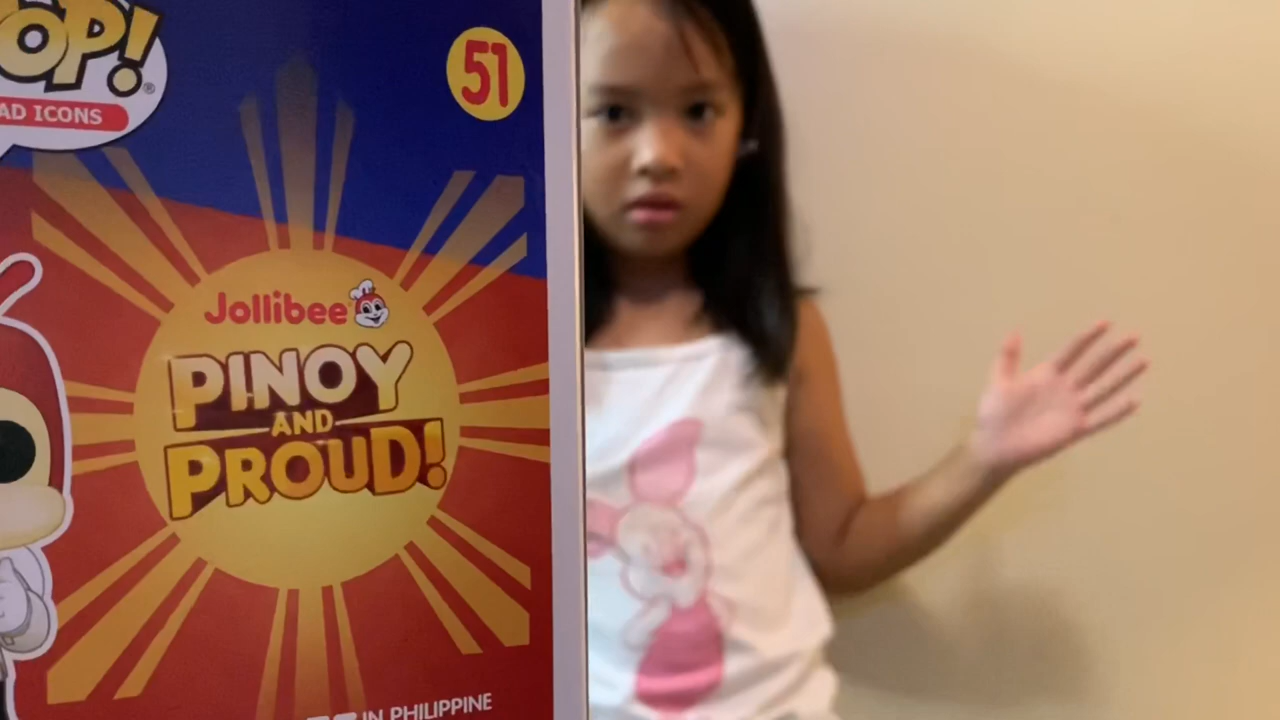 OP!
AD ICONS
51
Jollibee
PINOY
AND
PROUD!
IN PHILIPPINE